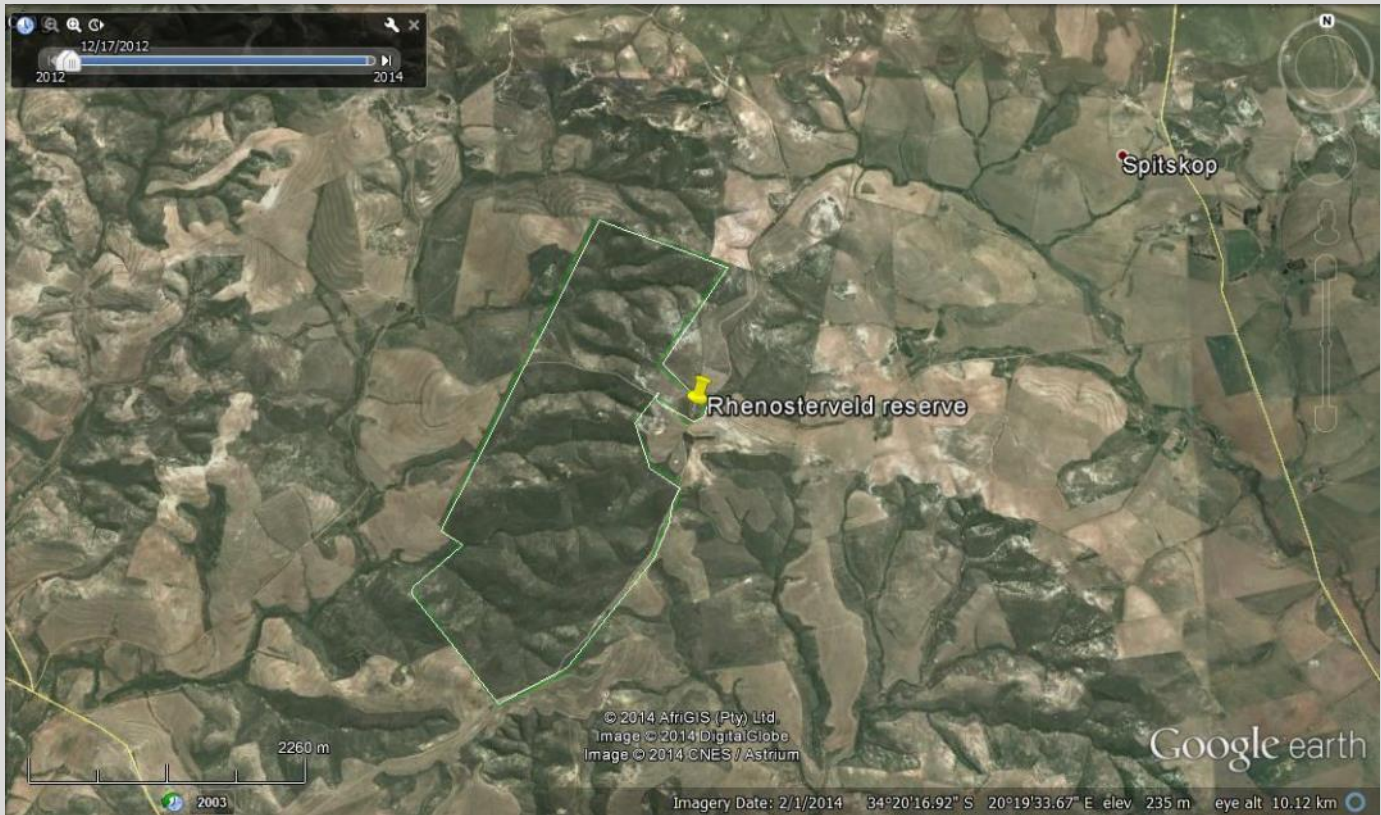 12/17/2012
2012 2014
N
Spitskop
Rhenosterveld reserve
© 2014 AfriGIS (Pty) Ltd.
Image © 2014 DigitalGlobe
Image © 2014 CNES / Astrium
Google earth
2260 m
2003
Imagery Date: 2/1/2014 34°20'16.92" S 20°19'33.67" E elev 235 m eye alt 10.12 km